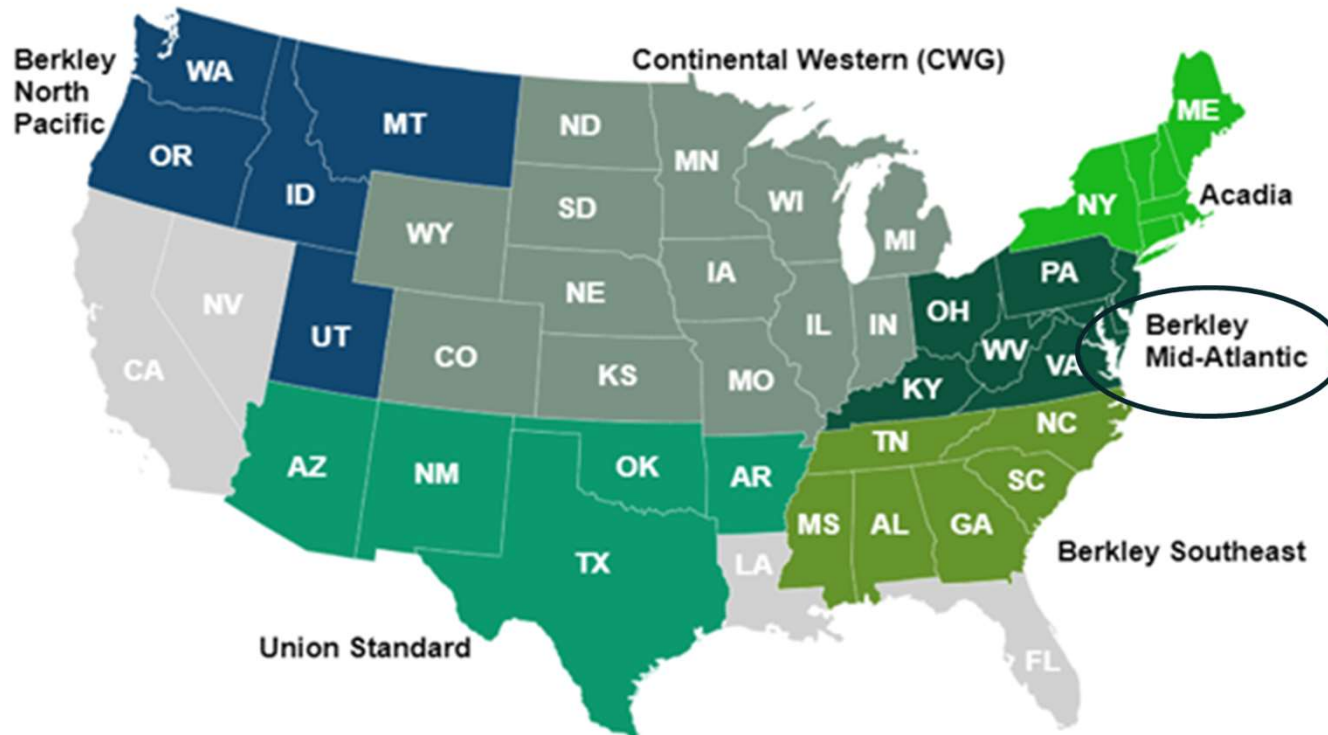 Continental Western (CWG)
Berkley
North
Pacific
WA
MT
ND
MN
ME
OR
ID
SD
WI
NY
Acadia
WY
MI
IA
PA
NE
NV
OH
Berkley
Mid-Atlantic
UT
IL
IN
CO
WV
VA
CA
KS
MO
KY
TN
NC
AZ
NM
OK
AR
SC
MS
AL
GA
TX
LA
Berkley Southeast
Union Standard
FL